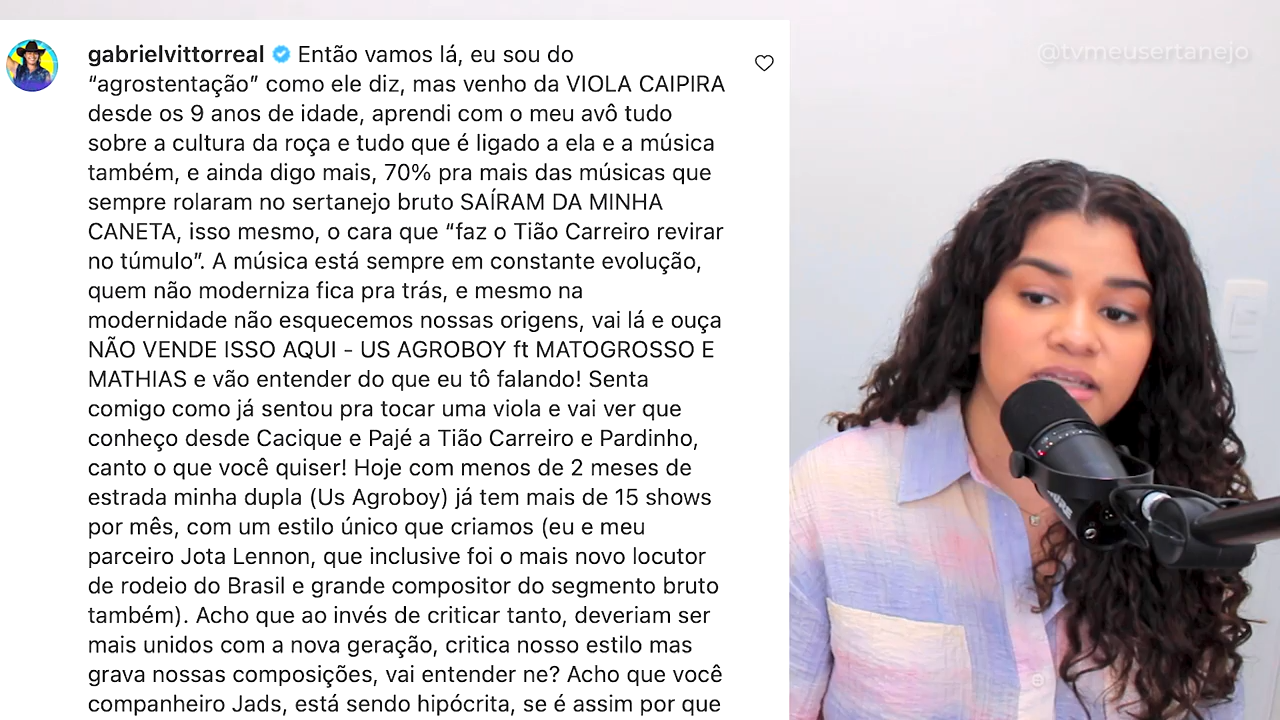 gabrielvittorreal Então vamos lá, eu sou do
“agrostentação” como ele diz, mas venho da VIOLA CAIPIRA
desde os 9 anos de idade, aprendi com o meu avô tudo
sobre a cultura da roça e tudo que é ligado a ela e a música
também, e ainda digo mais, 70% pra mais das músicas que
sempre rolaram no sertanejo bruto SAÍRAM DA MINHA
CANETA, isso mesmo, o cara que “faz o Tião Carreiro revirar
no túmulo”. A música está sempre em constante evolução,
quem não moderniza fica pra trás, e mesmo na
modernidade não esquecemos nossas origens, vai lá e ouça
NÃO VENDE ISSO AQUI - US AGROBOY ft MATOGROSSO E
MATHIAS e vão entender do que eu tô falando! Senta
comigo como já sentou pra tocar uma viola e vai ver que
conheço desde Cacique e Pajé a Tião Carreiro e Pardinho,
canto o que você quiser! Hoje com menos de 2 meses de
estrada minha dupla (Us Agroboy) já tem mais de 15 shows
por mês, com um estilo único que criamos (eu e meu
parceiro Jota Lennon, que inclusive foi o mais novo locutor
de rodeio do Brasil e grande compositor do segmento bruto
também). Acho que ao invés de criticar tanto, deveriam ser
mais unidos com a nova geração, critica nosso estilo mas
grava nossas composições, vai entender ne? Acho que você
companheiro Jads, está sendo hipócrita, se é assim por que
@tvmeusertanejo
SHURE